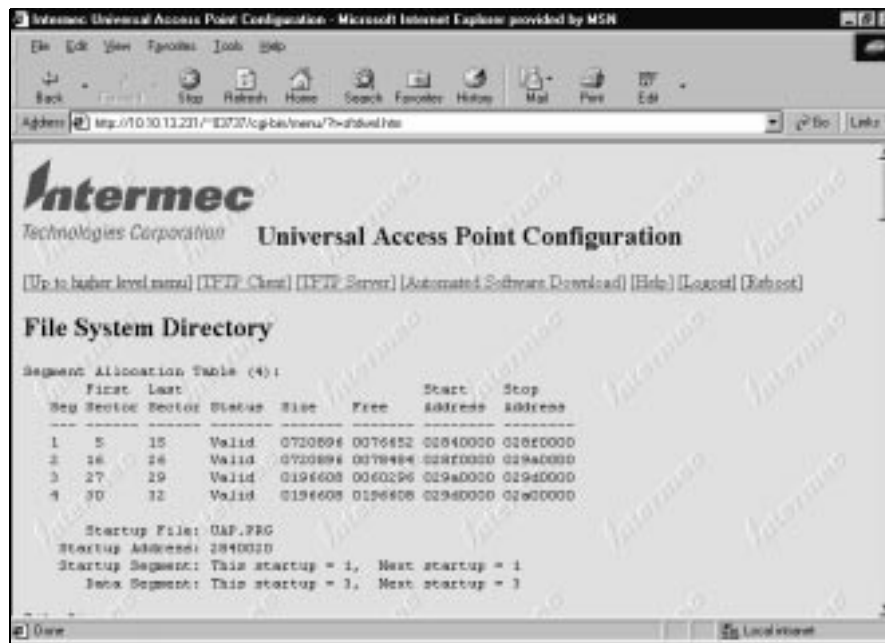 Intermec Universal Access Point Configuration - Microsoft Internet Explorer provided by MSN
File Edit View Favorites Tools Help
Back Stop Refresh Home Search Favorites History Mail Print Edit
Address Go Links
Intermec
Technologies Corporation
Universal Access Point Configuration
[Up to higher level menu] [TFTP Client] [TFTP Server] [Automated Software Download] [Help] [Logout] [Reboot]
File System Directory
Segment Allocation Table (4):
First Last Start Stop
Seg Sector Sector Status Size Free Address Address
1 5 15 Valid 0720896 0076652 02840000 028f0000
2 16 26 Valid 0720896 0078484 028f0000 029a0000
3 27 29 Valid 0196608 0060296 029a0000 029d0000
4 30 32 Valid 0196608 0196608 029d0000 02a00000
Startup File: UAP.PRG
Startup Address: 2840020
Startup Segment: This startup = 1, Next startup = 1
Data Segment: This startup = 3, Next startup = 3
Done
Local intranet